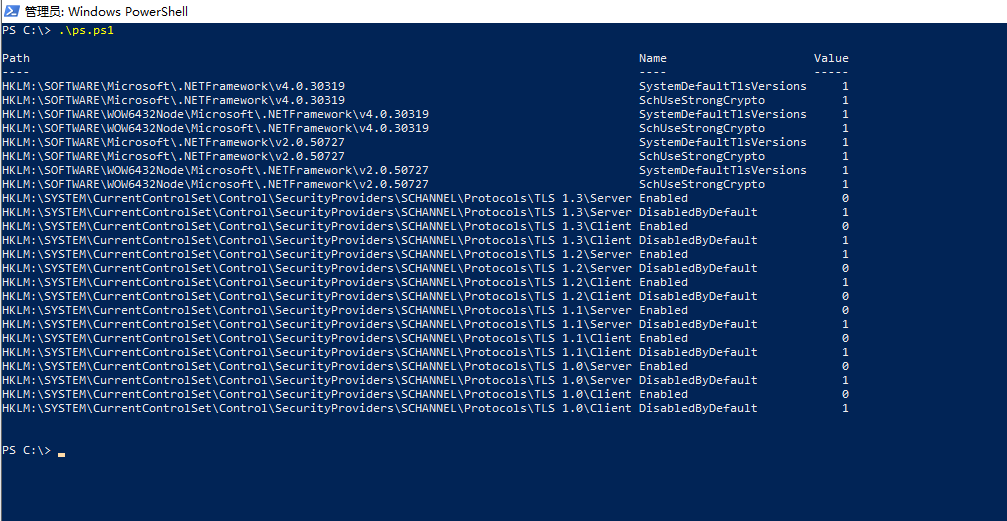 管理员: Windows PowerShell
PS C:\> .\ps.ps1
Path Name Value
---- ---- -----
HKLM:\SOFTWARE\Microsoft\.NETFramework\v4.0.30319 SystemDefaultTlsVersions 1
HKLM:\SOFTWARE\Microsoft\.NETFramework\v4.0.30319 SchUseStrongCrypto 1
HKLM:\SOFTWARE\WOW6432Node\Microsoft\.NETFramework\v4.0.30319 SystemDefaultTlsVersions 1
HKLM:\SOFTWARE\WOW6432Node\Microsoft\.NETFramework\v4.0.30319 SchUseStrongCrypto 1
HKLM:\SOFTWARE\Microsoft\.NETFramework\v2.0.50727 SystemDefaultTlsVersions 1
HKLM:\SOFTWARE\Microsoft\.NETFramework\v2.0.50727 SchUseStrongCrypto 1
HKLM:\SOFTWARE\WOW6432Node\Microsoft\.NETFramework\v2.0.50727 SystemDefaultTlsVersions 1
HKLM:\SOFTWARE\WOW6432Node\Microsoft\.NETFramework\v2.0.50727 SchUseStrongCrypto 1
HKLM:\SYSTEM\CurrentControlSet\Control\SecurityProviders\SCHANNEL\Protocols\TLS 1.3\Server Enabled 0
HKLM:\SYSTEM\CurrentControlSet\Control\SecurityProviders\SCHANNEL\Protocols\TLS 1.3\Server DisabledByDefault 1
HKLM:\SYSTEM\CurrentControlSet\Control\SecurityProviders\SCHANNEL\Protocols\TLS 1.3\Client Enabled 0
HKLM:\SYSTEM\CurrentControlSet\Control\SecurityProviders\SCHANNEL\Protocols\TLS 1.3\Client DisabledByDefault 1
HKLM:\SYSTEM\CurrentControlSet\Control\SecurityProviders\SCHANNEL\Protocols\TLS 1.2\Server Enabled 1
HKLM:\SYSTEM\CurrentControlSet\Control\SecurityProviders\SCHANNEL\Protocols\TLS 1.2\Server DisabledByDefault 0
HKLM:\SYSTEM\CurrentControlSet\Control\SecurityProviders\SCHANNEL\Protocols\TLS 1.2\Client Enabled 1
HKLM:\SYSTEM\CurrentControlSet\Control\SecurityProviders\SCHANNEL\Protocols\TLS 1.2\Client DisabledByDefault 0
HKLM:\SYSTEM\CurrentControlSet\Control\SecurityProviders\SCHANNEL\Protocols\TLS 1.1\Server Enabled 0
HKLM:\SYSTEM\CurrentControlSet\Control\SecurityProviders\SCHANNEL\Protocols\TLS 1.1\Server DisabledByDefault 1
HKLM:\SYSTEM\CurrentControlSet\Control\SecurityProviders\SCHANNEL\Protocols\TLS 1.1\Client Enabled 0
HKLM:\SYSTEM\CurrentControlSet\Control\SecurityProviders\SCHANNEL\Protocols\TLS 1.1\Client DisabledByDefault 1
HKLM:\SYSTEM\CurrentControlSet\Control\SecurityProviders\SCHANNEL\Protocols\TLS 1.0\Server Enabled 0
HKLM:\SYSTEM\CurrentControlSet\Control\SecurityProviders\SCHANNEL\Protocols\TLS 1.0\Server DisabledByDefault 1
HKLM:\SYSTEM\CurrentControlSet\Control\SecurityProviders\SCHANNEL\Protocols\TLS 1.0\Client Enabled 0
HKLM:\SYSTEM\CurrentControlSet\Control\SecurityProviders\SCHANNEL\Protocols\TLS 1.0\Client DisabledByDefault 1
PS C:\>